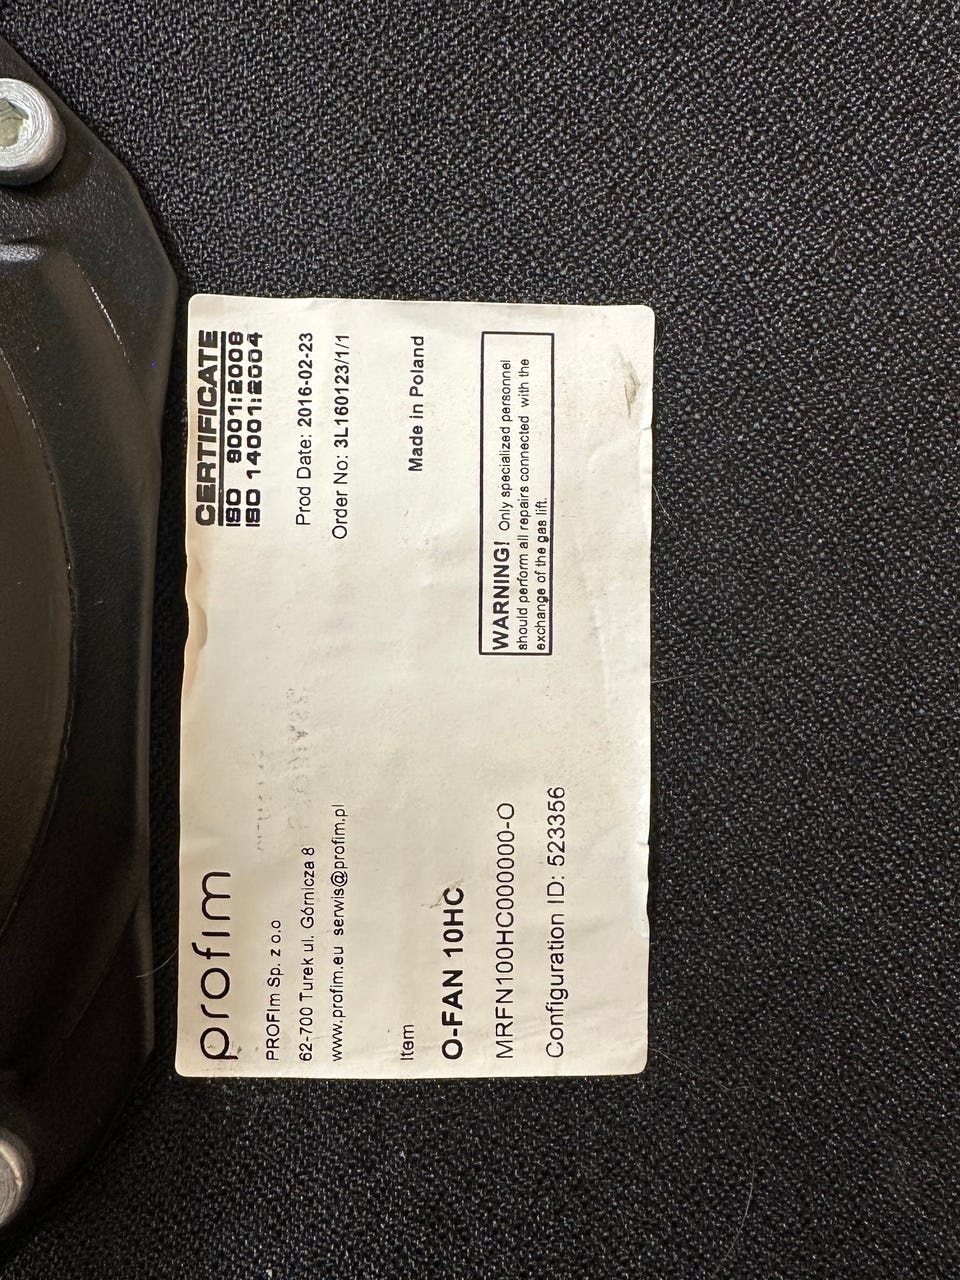 profim
CERTIFICATE
ISO 9001:2008
ISO 14001:2004
PROFIm Sp. z o.o
62-700 Turek ul. Górnicza 8
www.profim.eu serwis@profim.pl
Prod Date: 2016-02-23
Order No: 3L160123/1/1
Item
Made in Poland
O-FAN 10HC
MRFN100HC000000-O
Configuration ID: 523356
WARNING! Only specialized personnel
should perform all repairs connected with the
exchange of the gas lift.